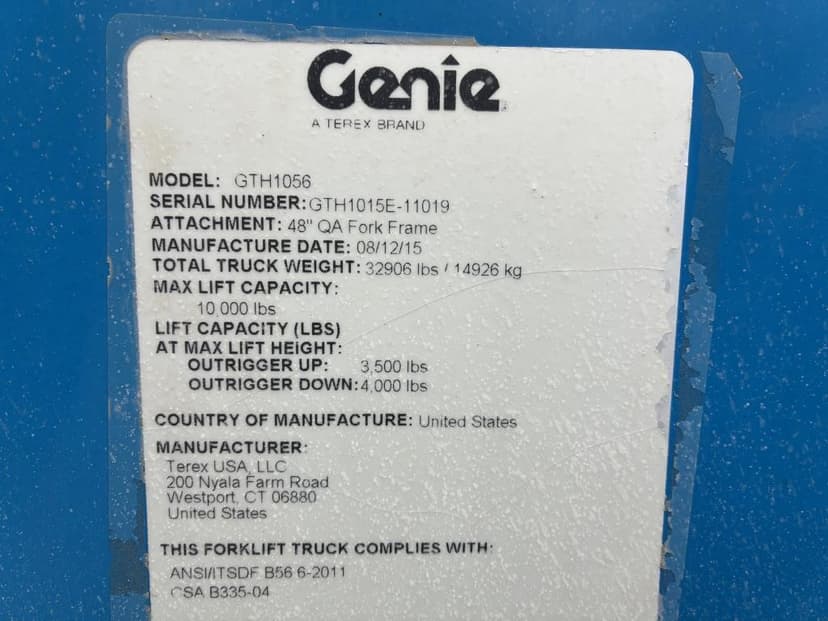 Genie
A TEREX BRAND
MODEL: GTH1056
SERIAL NUMBER:GTH1015E-11019
ATTACHMENT: 48" QA Fork Frame
MANUFACTURE DATE: 08/12/15
TOTAL TRUCK WEIGHT: 32906 lbs / 14926 kg
MAX LIFT CAPACITY:
10,000 lbs
LIFT CAPACITY (LBS)
AT MAX LIFT HEIGHT:
OUTRIGGER UP: 3,500 lbs
OUTRIGGER DOWN:4,000 lbs
COUNTRY OF MANUFACTURE: United States
MANUFACTURER:
Terex USA, LLC
200 Nyala Farm Road
Westport, CT 06880
United States
THIS FORKLIFT TRUCK COMPLIES WITH:
ANSI/ITSDF B56.6-2011
CSA B335-04